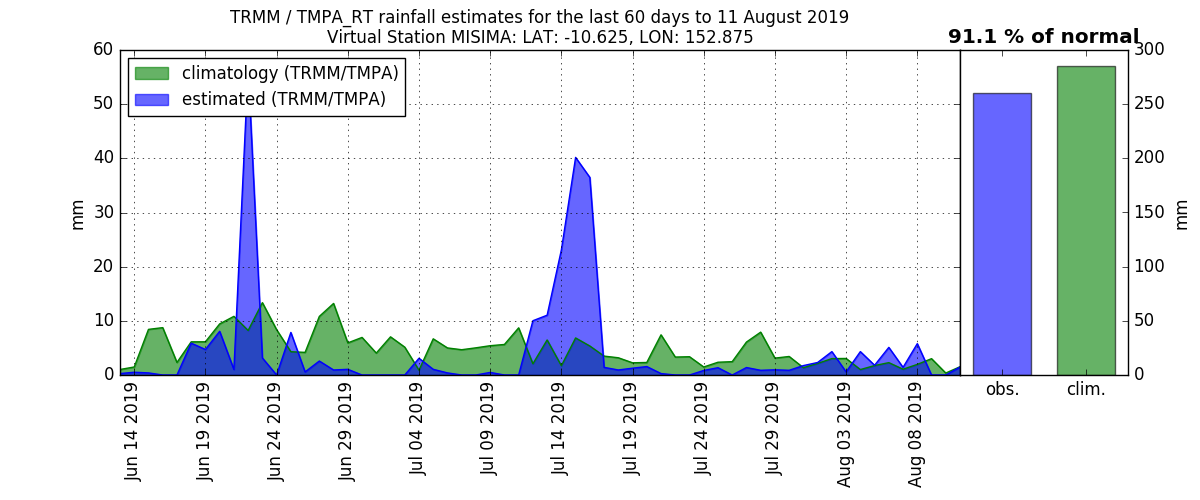 TRMM / TMPA_RT rainfall estimates for the last 60 days to 11 August 2019
Virtual Station MISIMA: LAT: -10.625, LON: 152.875
91.1 % of normal
climatology (TRMM/TMPA)
estimated (TRMM/TMPA)
60
50
40
30
20
10
0
mm
Jun 14 2019
Jun 19 2019
Jun 24 2019
Jun 29 2019
Jul 04 2019
Jul 09 2019
Jul 14 2019
Jul 19 2019
Jul 24 2019
Jul 29 2019
Aug 03 2019
Aug 08 2019
obs.
clim.
300
250
200
150
100
50
0
mm